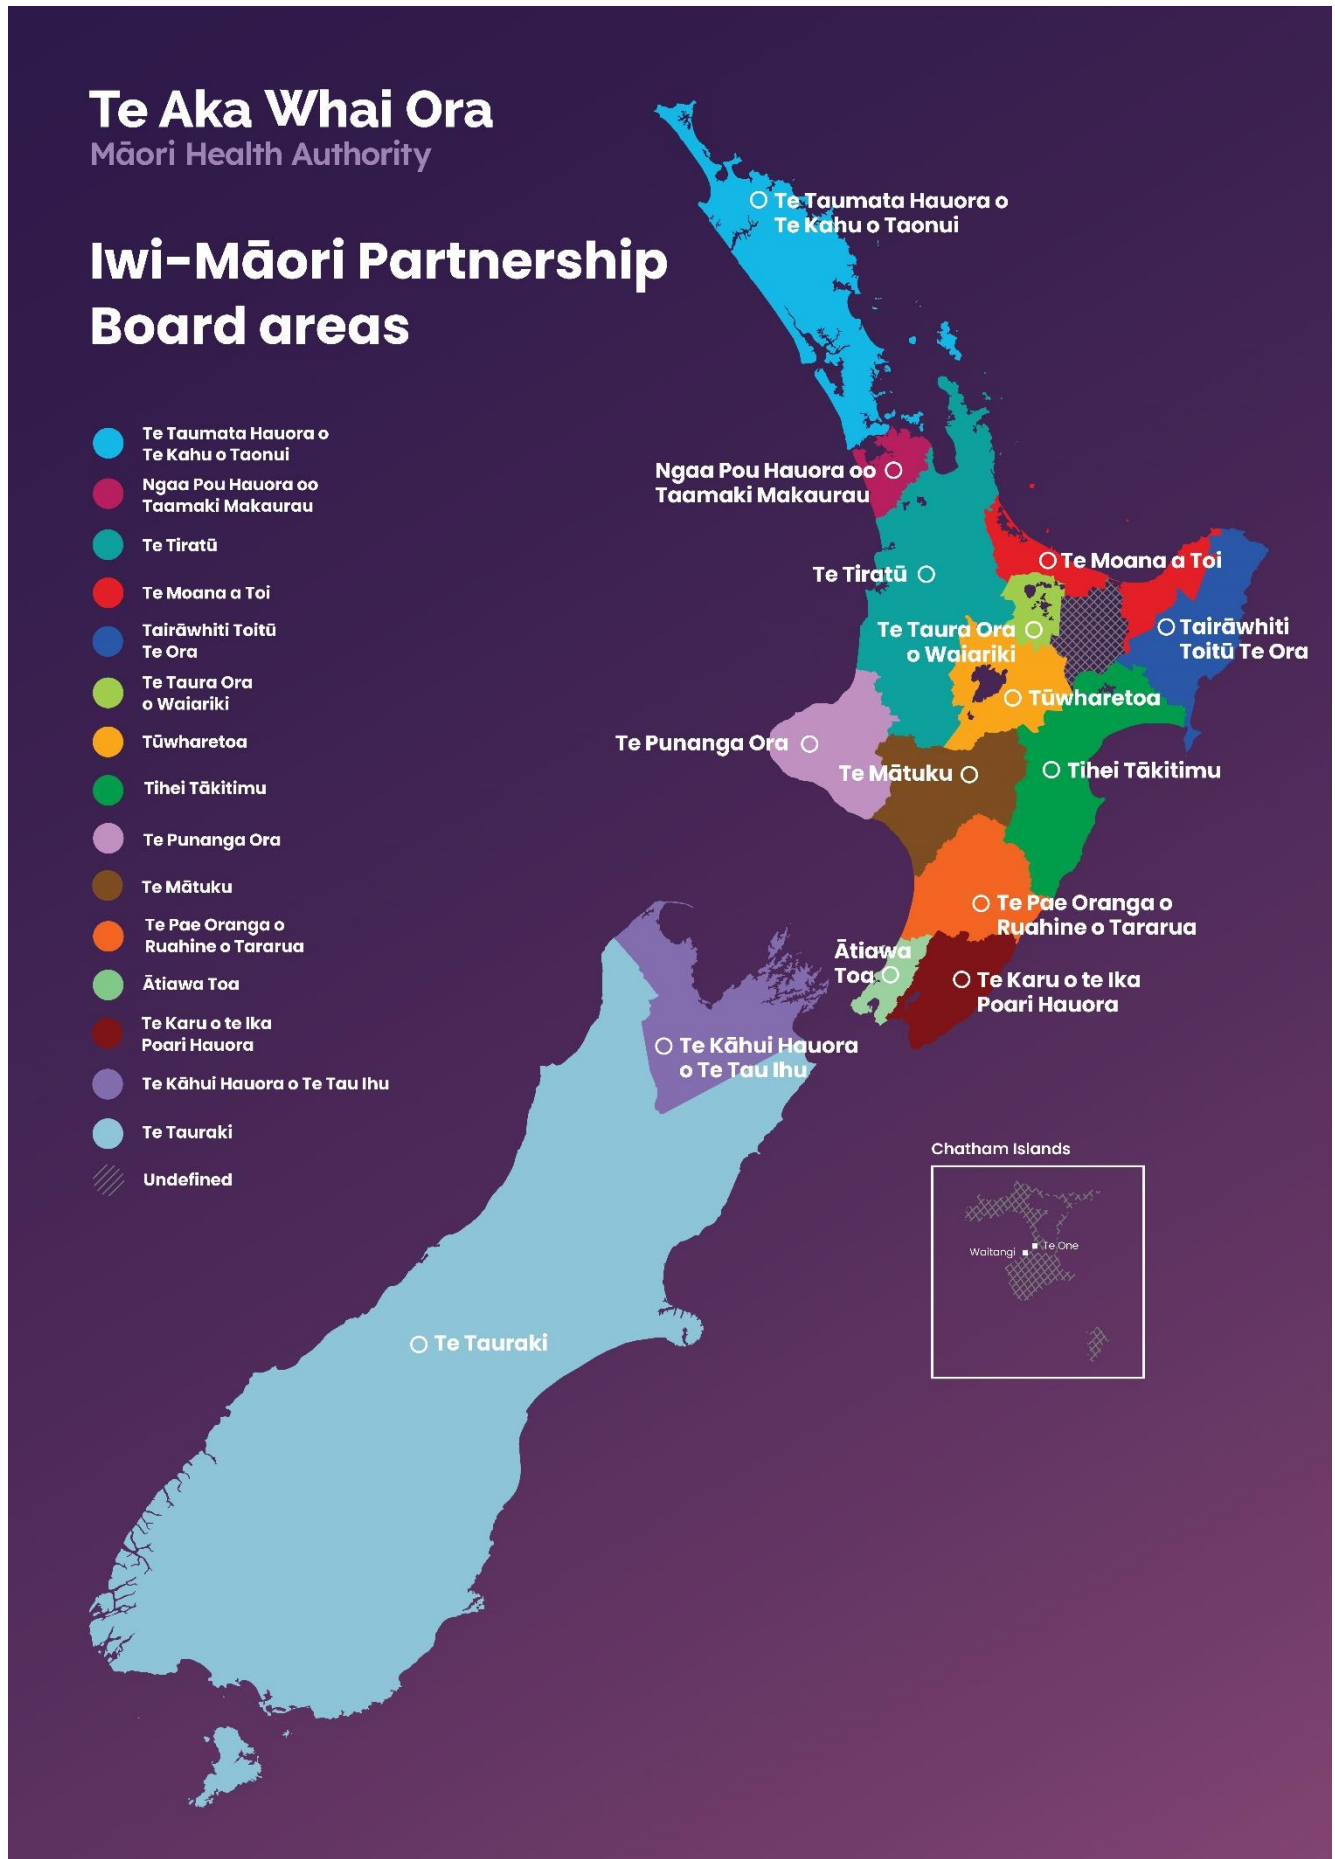 Te Aka Whai Ora
Māori Health Authority
Iwi-Māori Partnership
Board areas
Te Taumata Hauora o
Te Kahu o Taonui
Ngaa Pou Hauora oo
Taamaki Makaurau
Te Tiratū
Te Moana a Toi
Tairāwhiti Toitū
Te Ora
Te Taura Ora
o Waiariki
Tūwharetoa
Tihei Tākitimu
Te Punanga Ora
Te Mātuku
Te Pae Oranga o
Ruahine o Tararua
Ātiawa Toa
Te Karu o te Ika
Poari Hauora
Te Kāhui Hauora o Te Tau Ihu
Te Tauraki
Undefined
Te Taumata Hauora o
Te Kahu o Taonui
Ngaa Pou Hauora oo
Taamaki Makaurau
Te Moana a Toi
Te Tiratū
Te Taura Ora
o Waiariki
Tairāwhiti
Toitū Te Ora
Tūwharetoa
Te Punanga Ora
Te Mātuku
Tihei Tākitimu
Te Pae Oranga o
Ruahine o Tararua
Ātiawa
Toa
Te Karu o te Ika
Poari Hauora
Te Kāhui Hauora
o Te Tau Ihu
Te Tauraki
Chatham Islands
Te One
Waitangi